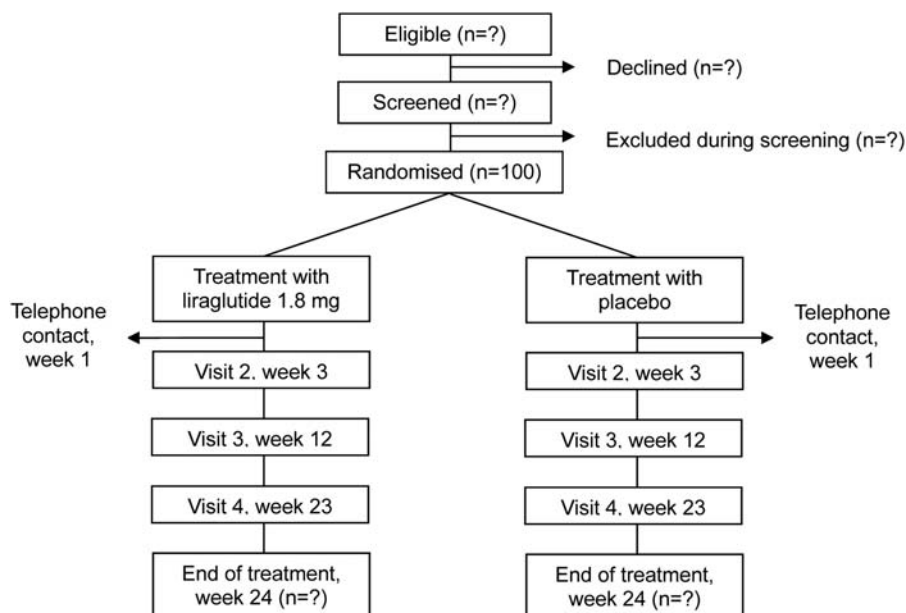 Eligible (n=?)
Declined (n=?)
Screened (n=?)
Excluded during screening (n=?)
Randomised (n=100)
Treatment with
liraglutide 1.8 mg
Treatment with
placebo
Telephone
contact,
week 1
Telephone
contact,
week 1
Visit 2. week 3
Visit 2. week 3
Visit 3. week 12
Visit 3. week 12
Visit 4. week 23
Visit 4. week 23
End of treatment,
week 24 (n=?)
End of treatment,
week 24 (n=?)